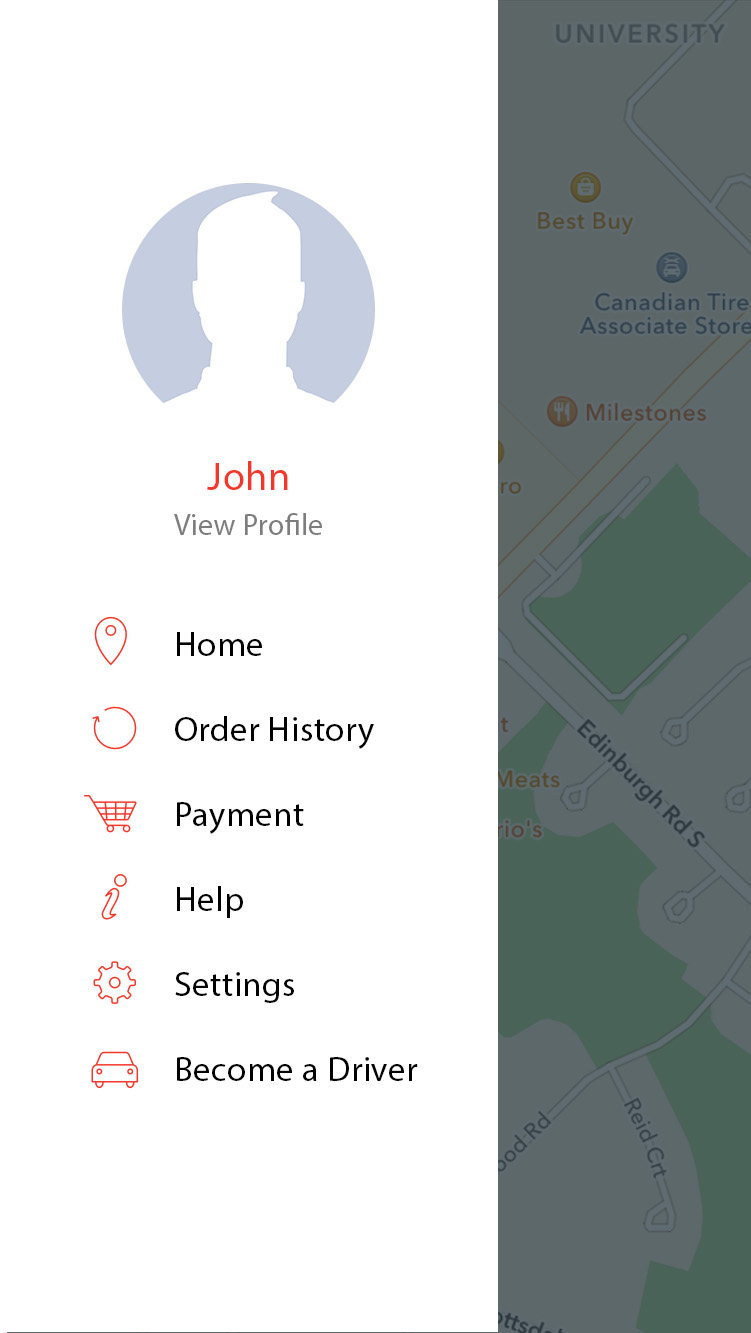 John
View Profile
Home
Order History
Payment
Help
Settings
Become a Driver
UNIVERSITY
Best Buy
Canadian Tire
Associate Store
Milestones
ro
t
Edinburgh Rd S
Meats
rio's
ood Rd
Reid Crt